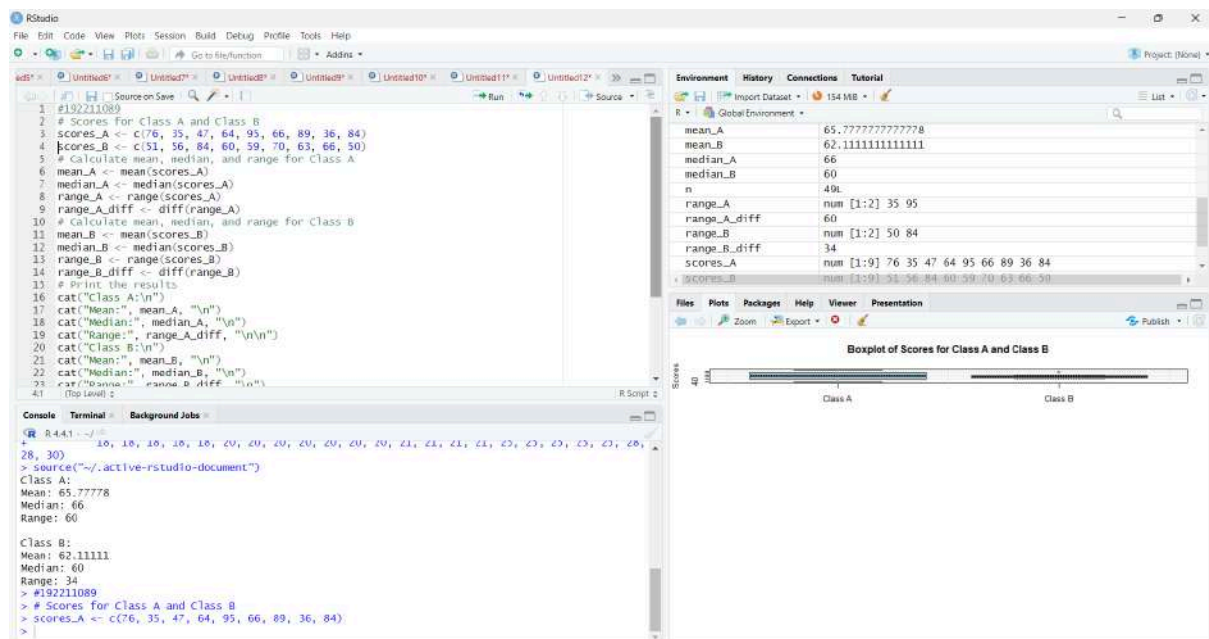 RStudio
File Edit Code View Plots Session Build Debug Profile Tools Help
Go to file/function Addins Project: (None)
ed5* Untitled6* Untitled7* Untitled8* Untitled9* Untitled10* Untitled11* Untitled12*
Source on Save Run Source
1 #192211089
2 # Scores for Class A and Class B
3 scores_A <- c(76, 35, 47, 64, 95, 66, 89, 36, 84)
4 scores_B <- c(51, 56, 84, 60, 59, 70, 63, 66, 50)
5 # Calculate mean, median, and range for Class A
6 mean_A <- mean(scores_A)
7 median_A <- median(scores_A)
8 range_A <- range(scores_A)
9 range_A_diff <- diff(range_A)
10 # Calculate mean, median, and range for Class B
11 mean_B <- mean(scores_B)
12 median_B <- median(scores_B)
13 range_B <- range(scores_B)
14 range_B_diff <- diff(range_B)
15 # Print the results
16 cat("Class A:\n")
17 cat("Mean:", mean_A, "\n")
18 cat("Median:", median_A, "\n")
19 cat("Range:", range_A_diff, "\n\n")
20 cat("Class B:\n")
21 cat("Mean:", mean_B, "\n")
22 cat("Median:", median_B, "\n")
23 cat("Range:", range_B_diff, "\n")
4:1 (Top Level) R Script
Console Terminal Background Jobs
R 4.4.1 · ~/
+ 16, 16, 16, 18, 18, 20, 20, 20, 20, 20, 20, 20, 21, 21, 21, 21, 25, 25, 25, 25, 25, 28,
28, 30)
> source("~/.active-rstudio-document")
Class A:
Mean: 65.77778
Median: 66
Range: 60
Class B:
Mean: 62.11111
Median: 60
Range: 34
> #192211089
> # Scores for Class A and Class B
> scores_A <- c(76, 35, 47, 64, 95, 66, 89, 36, 84)
>
Environment History Connections Tutorial
Import Dataset 154 MiB List
R Global Environment
mean_A 65.7777777777778
mean_B 62.1111111111111
median_A 66
median_B 60
n 49L
range_A num [1:2] 35 95
range_A_diff 60
range_B num [1:2] 50 84
range_B_diff 34
scores_A num [1:9] 76 35 47 64 95 66 89 36 84
scores_B num [1:9] 51 56 84 60 59 70 63 66 50
Files Plots Packages Help Viewer Presentation
Zoom Export Publish
Boxplot of Scores for Class A and Class B
Scores
40
Class A Class B